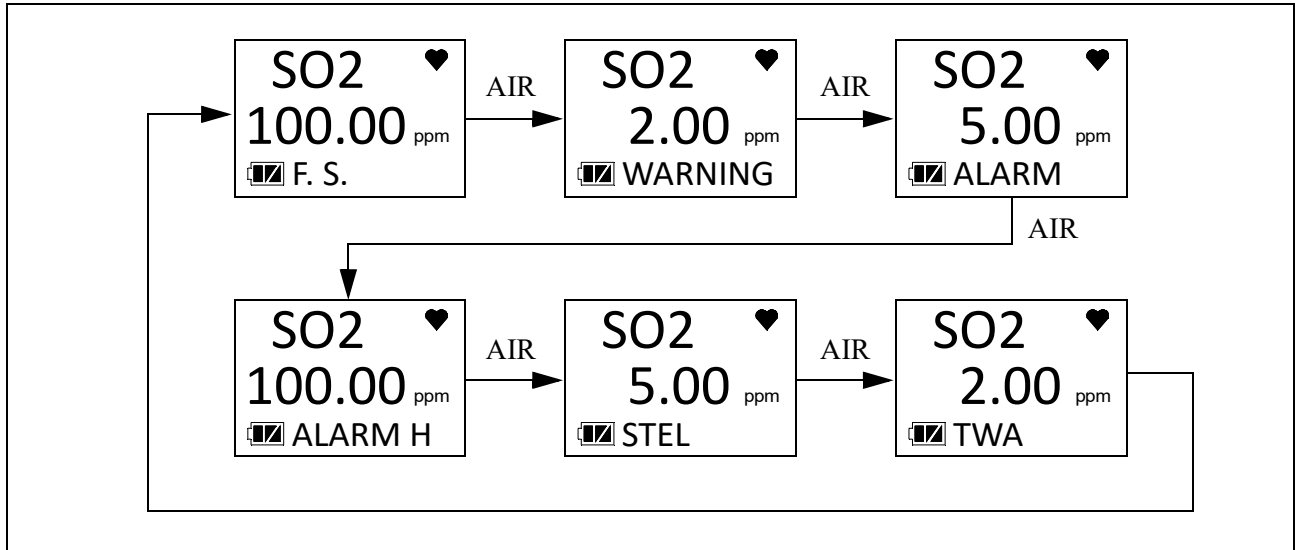 SO2
100.00 ppm
F. S.
AIR
SO2
2.00 ppm
WARNING
AIR
SO2
5.00 ppm
ALARM
AIR
SO2
100.00 ppm
ALARM H
AIR
SO2
5.00 ppm
STEL
AIR
SO2
2.00 ppm
TWA